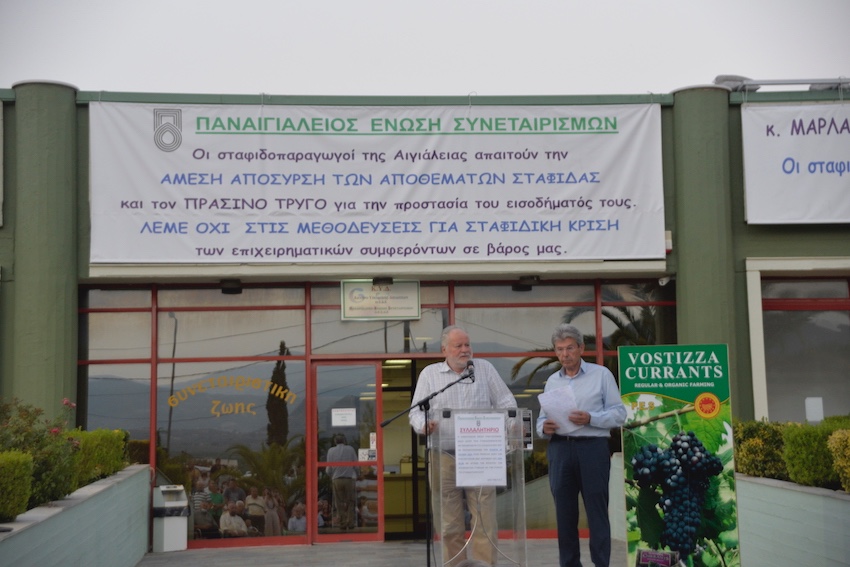 ΠΑΝΑΙΓΙΑΛΕΙΟΣ ΕΝΩΣΗ ΣΥΝΕΤΑΙΡΙΣΜΩΝ
Οι σταφιδοπαραγωγοί της Αιγιάλειας απαιτούν την
ΑΜΕΣΗ ΑΠΟΣΥΡΣΗ ΤΩΝ ΑΠΟΘΕΜΑΤΩΝ ΣΤΑΦΙΔΑΣ
και τον ΠΡΑΣΙΝΟ ΤΡΥΓΟ για την προστασία του εισοδήματός τους.
ΛΕΜΕ ΟΧΙ ΣΤΙΣ ΜΕΘΟΔΕΥΣΕΙΣ ΓΙΑ ΣΤΑΦΙΔΙΚΗ ΚΡΙΣΗ
των επιχειρηματικών συμφερόντων σε βάρος μας.
κ. ΜΑΡΛΑ
Οι σταφι
συνεταιριστική
ζωης
ΣΥΛΛΑΛΗΤΗΡΙΟ
VOSTIZZA
CURRANTS
REGULAR & ORGANIC FARMING